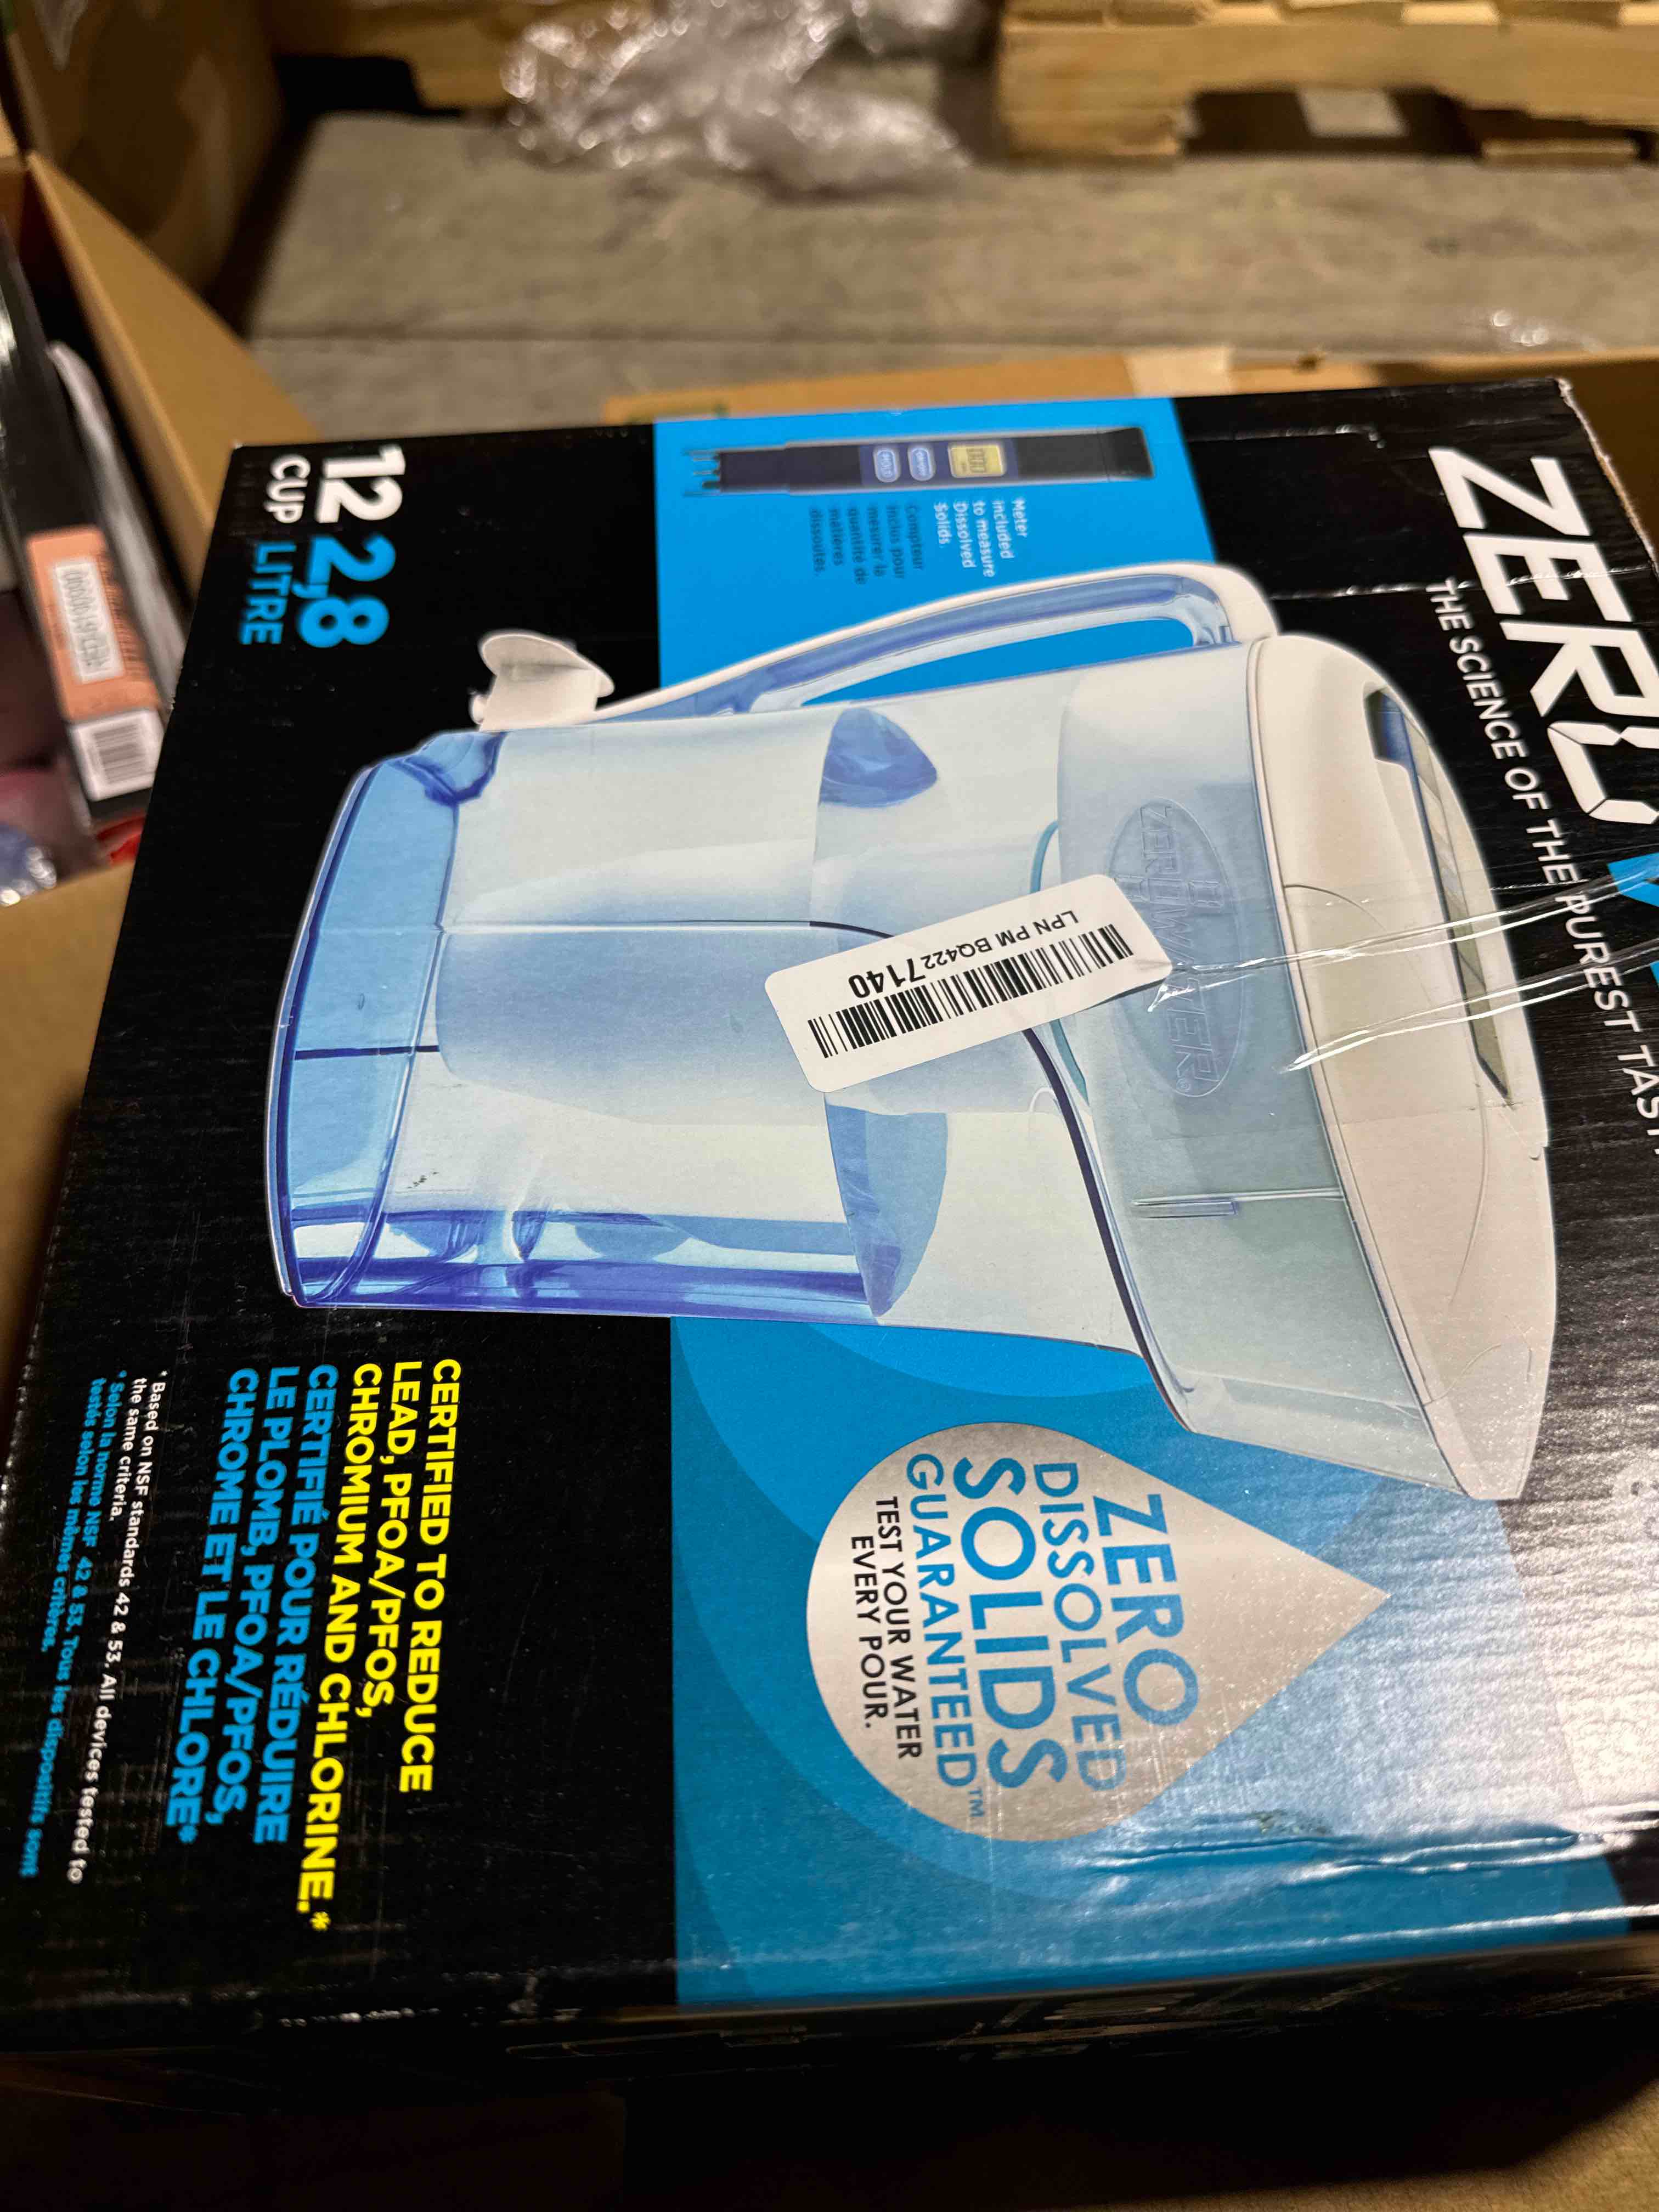 ZERO
THE SCIENCE OF THE PUREST
Meter
included
to measure
Dissolved
Solids.
Compteur
inclus pour
mesurer la
quantité de
matières
dissoutes.
ZEROWATER®
LPN PM BQ4227140
12
CUP
2,8
LITRE
ZERO
DISSOLVED
SOLIDS
GUARANTEED™
TEST YOUR WATER
EVERY POUR.
CERTIFIED TO REDUCE
LEAD, PFOA/PFOS,
CHROMIUM AND CHLORINE.*
CERTIFIÉ POUR RÉDUIRE
LE PLOMB, PFOA/PFOS,
CHROME ET LE CHLORE*
* Based on NSF standards 42 & 53. All devices tested to
the same criteria.
* Selon la norme NSF 42 & 53. Tous les dispositifs sont
testés selon les mêmes critères.